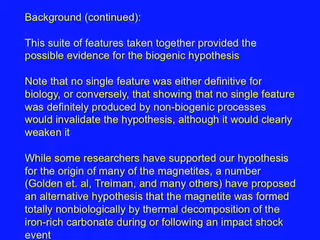 Background (continued):
This suite of features taken together provided the
possible evidence for the biogenic hypothesis
Note that no single feature was either definitive for
biology, or conversely, that showing that no single feature
was definitely produced by non-biogenic processes
would invalidate the hypothesis, although it would clearly
weaken it
While some researchers have supported our hypothesis
for the origin of many of the magnetites, a number
(Golden et. al, Treiman, and many others) have proposed
an alternative hypothesis that the magnetite was formed
totally nonbiologically by thermal decomposition of the
iron-rich carbonate during or following an impact shock
event